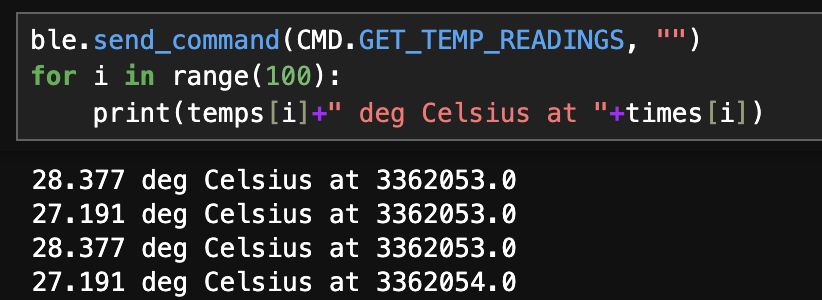 ble.send_command(CMD.GET_TEMP_READINGS, "")
for i in range(100):
    print(temps[i]+" deg Celsius at "+times[i])
28.377 deg Celsius at 3362053.0
27.191 deg Celsius at 3362053.0
28.377 deg Celsius at 3362053.0
27.191 deg Celsius at 3362054.0